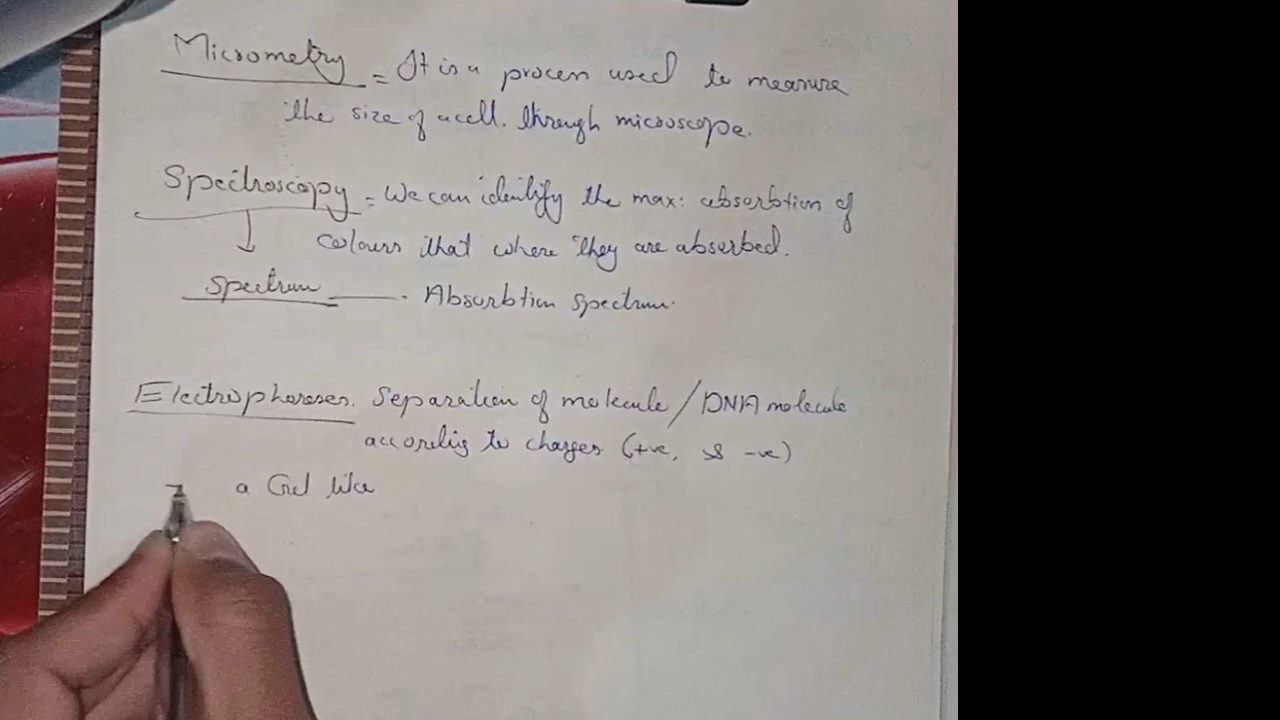 Micrometry = It is a process used to measure
the size of a cell. through microscope.
Spectroscopy = We can identify the max: absorbtion of
colours that where they are absorbed.
Spectrum . Absorbtion spectrum.
Electrophoreses. Separation of molecule / DNA molecule
according to charges (+ve, & -ve)
a Gel like